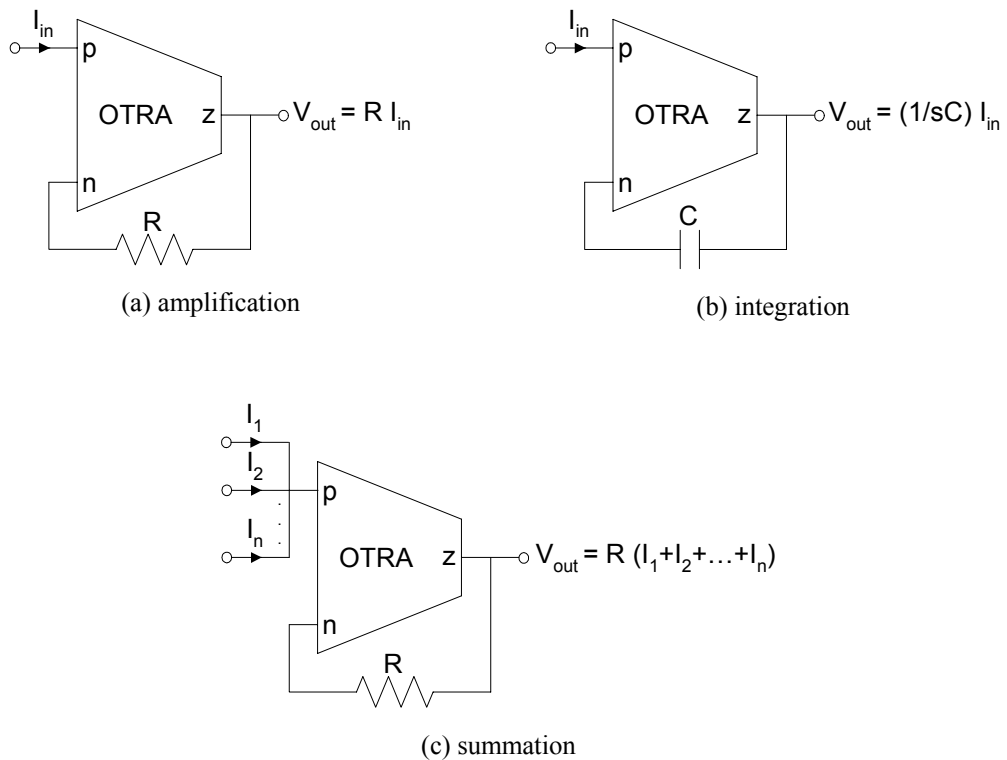 I_in
p
OTRA
z
V_out = R I_in
n
R
(a) amplification
I_in
p
OTRA
z
V_out = (1/sC) I_in
n
C
(b) integration
I_1
I_2
I_n
p
OTRA
z
V_out = R (I_1+I_2+…+I_n)
n
R
(c) summation